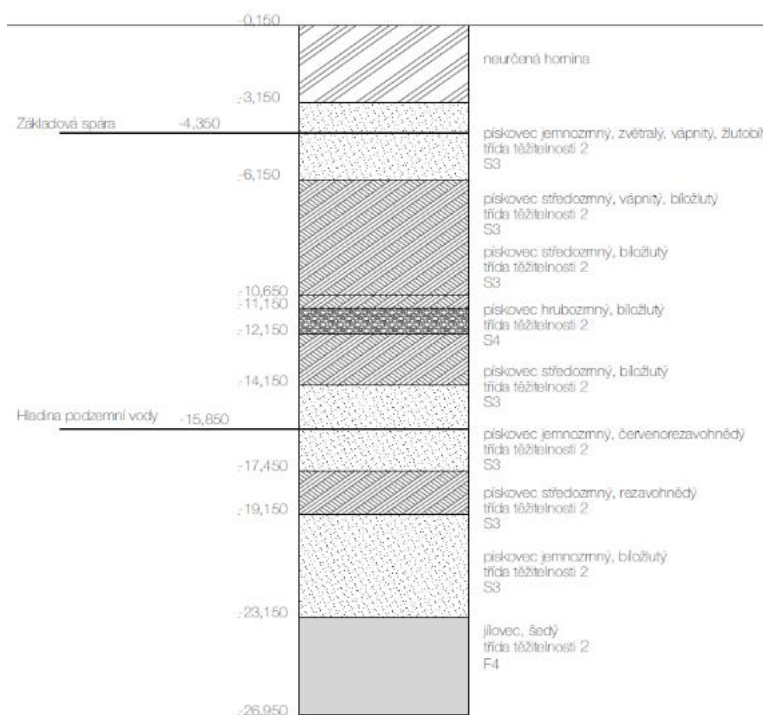 -0,150
neurčená hornina
-3,150
Základová spára -4,350
pískovec jemnozrnný, zvětralý, vápnitý,
třída těžitelnosti 2
S3
-6,150
pískovec středozrnný, vápnitý, bíložlutý
třída těžitelnosti 2
S3
pískovec středozrnný, bíložlutý
třída těžitelnosti 2
S3
-10,650
-11,150
pískovec hrubozrnný, bíložlutý
třída těžitelnosti 2
S4
-12,150
pískovec středozrnný, bíložlutý
třída těžitelnosti 2
S3
-14,150
Hladina podzemní vody -15,850
pískovec jemnozrnný, červenorezavohnědý
třída těžitelnosti 2
S3
-17,450
pískovec středozrnný, rezavohnědý
třída těžitelnosti 2
S3
-19,150
pískovec jemnozrnný, bíložlutý
třída těžitelnosti 2
S3
-23,150
jílovec, šedý
třída těžitelnosti 2
F4
-26,950